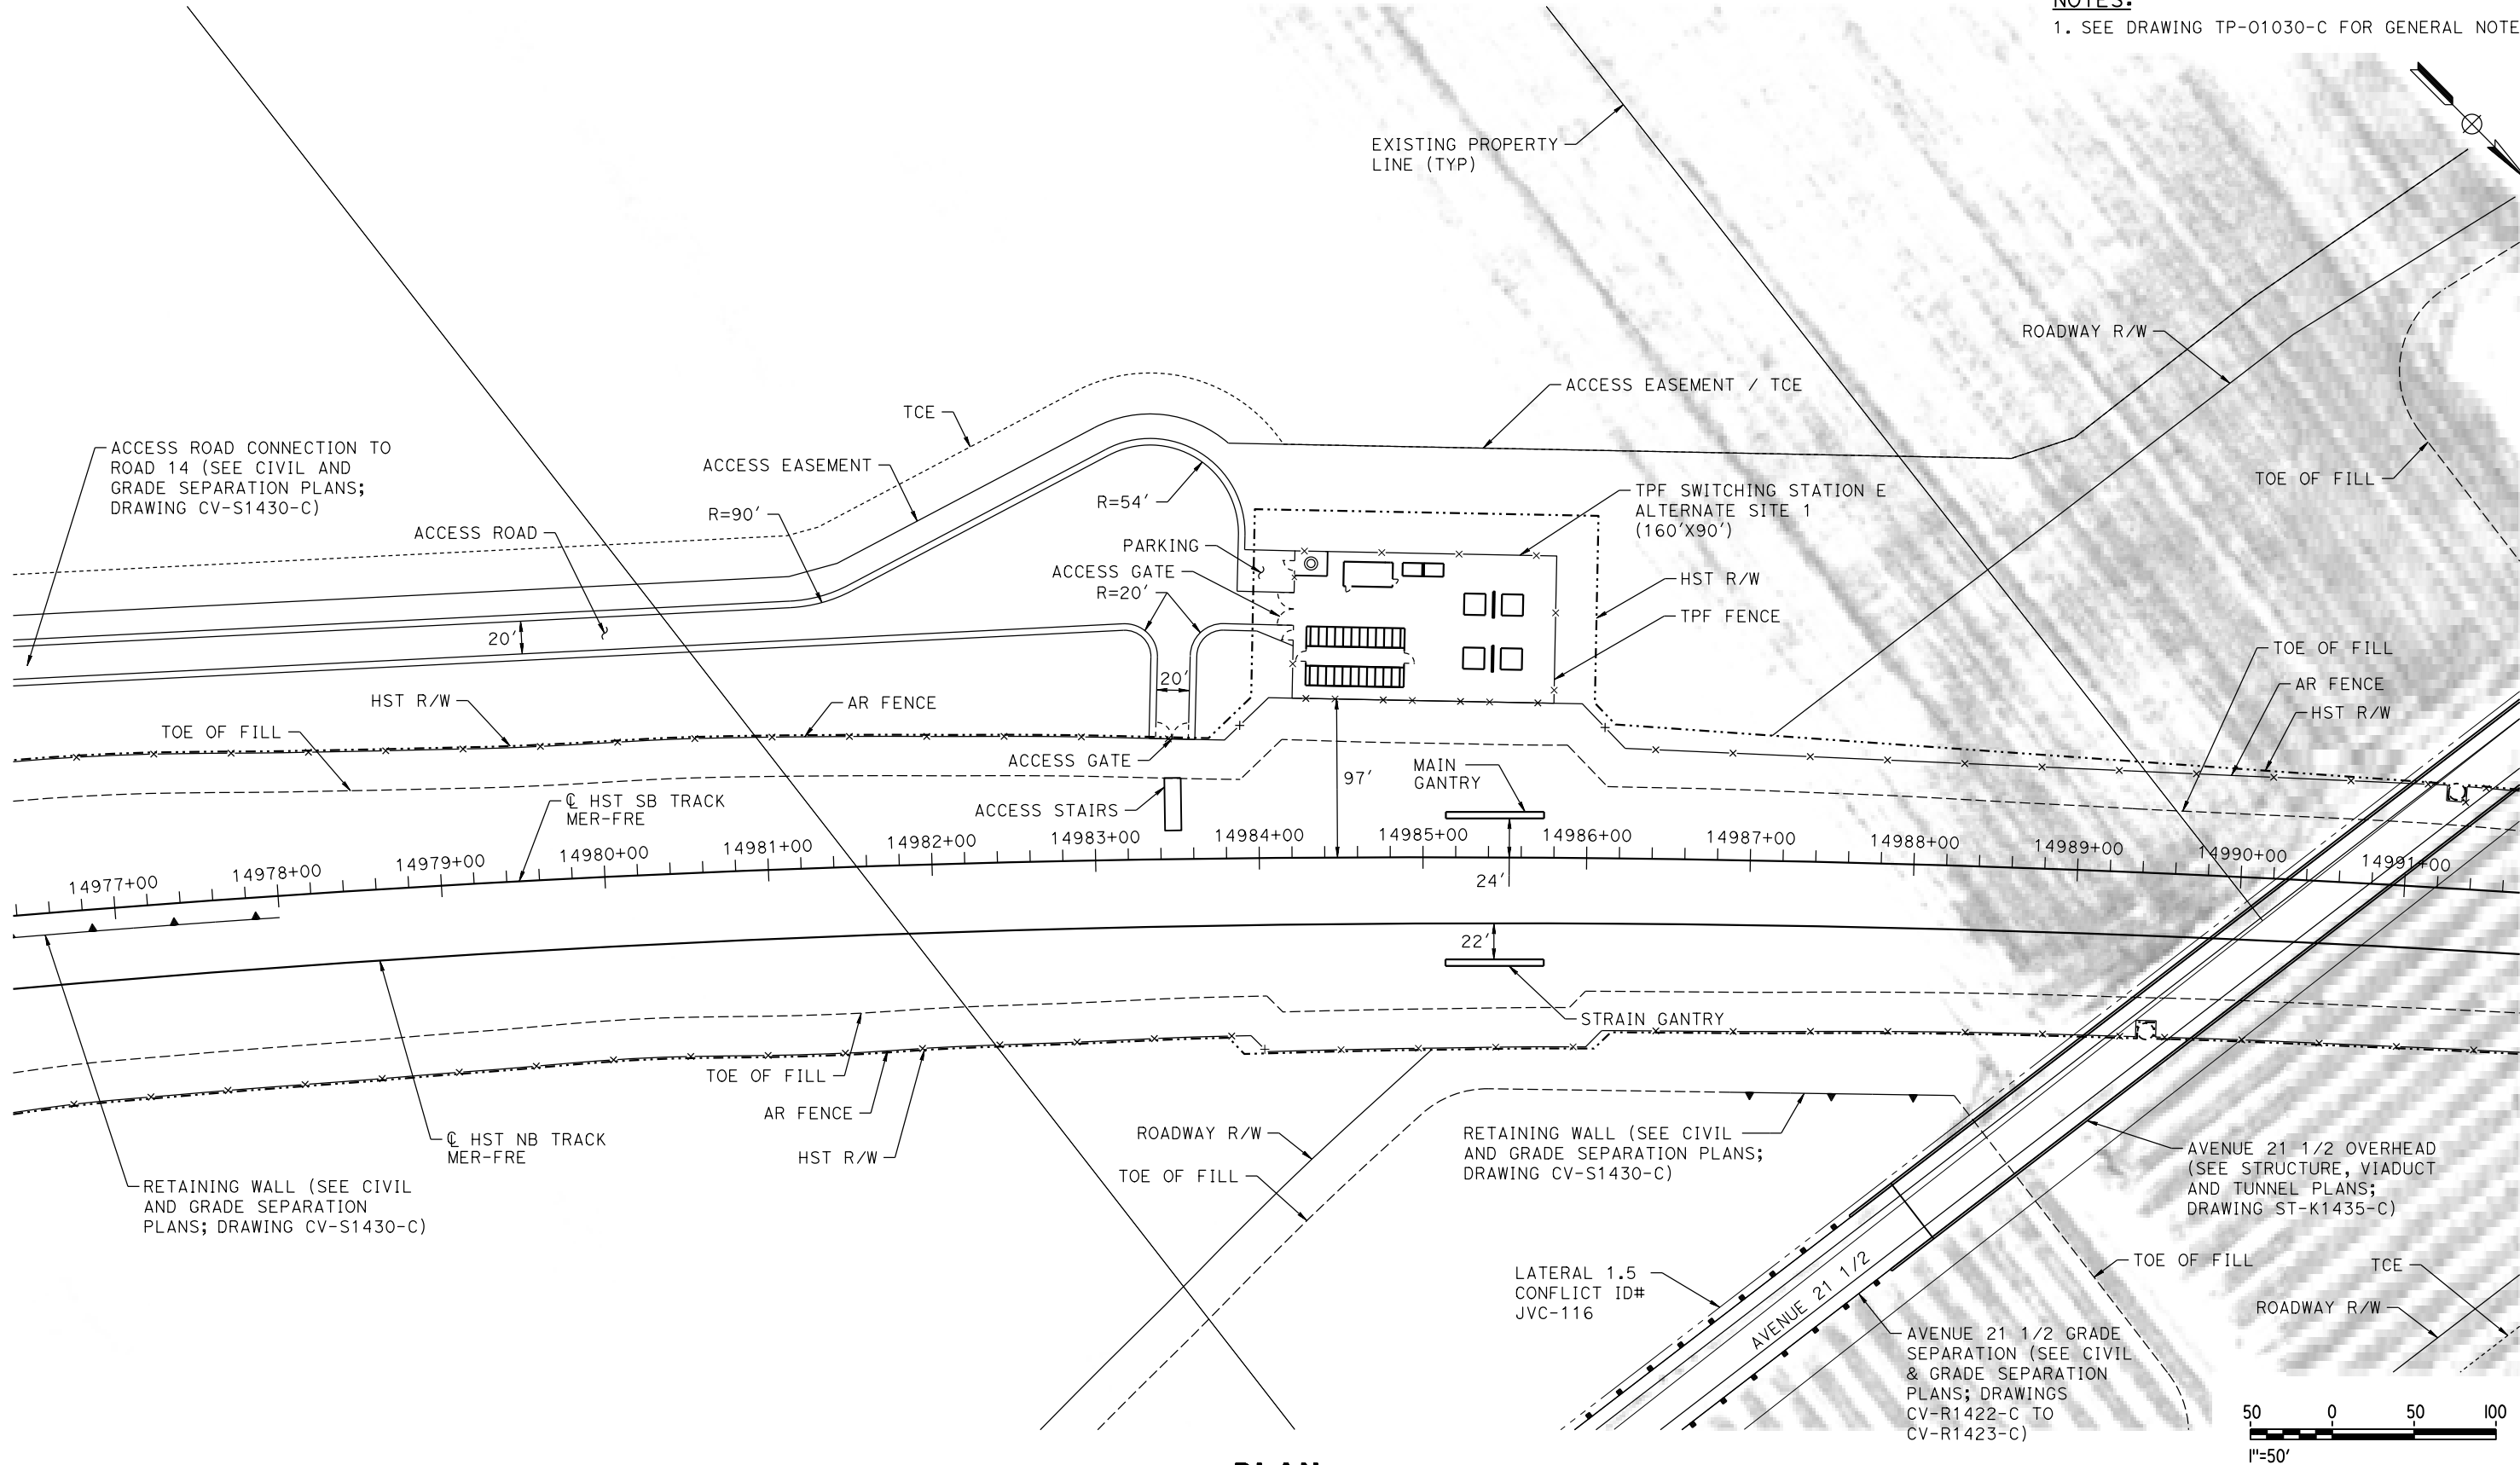 NOTES:
1. SEE DRAWING TP-O1030-C FOR GENERAL NOTE
EXISTING PROPERTY
LINE (TYP)
ROADWAY R/W
TCE
ACCESS EASEMENT / TCE
ACCESS ROAD CONNECTION TO
ROAD 14 (SEE CIVIL AND
GRADE SEPARATION PLANS;
DRAWING CV-S1430-C)
ACCESS EASEMENT
TOE OF FILL
R=54'
TPF SWITCHING STATION E
ALTERNATE SITE 1
(160'X90')
R=90'
ACCESS ROAD
PARKING
ACCESS GATE
R=20'
HST R/W
TPF FENCE
20'
TOE OF FILL
20'
AR FENCE
HST R/W
HST R/W
AR FENCE
TOE OF FILL
ACCESS GATE
97'
MAIN
GANTRY
℄ HST SB TRACK
MER-FRE
ACCESS STAIRS
14977+00
14978+00
14979+00
14980+00
14981+00
14982+00
14983+00
14984+00
14985+00
14986+00
14987+00
14988+00
14989+00
14990+00
14991+00
24'
22'
STRAIN GANTRY
TOE OF FILL
AR FENCE
HST R/W
℄ HST NB TRACK
MER-FRE
ROADWAY R/W
TOE OF FILL
RETAINING WALL (SEE CIVIL
AND GRADE SEPARATION PLANS;
DRAWING CV-S1430-C)
AVENUE 21 1/2 OVERHEAD
(SEE STRUCTURE, VIADUCT
AND TUNNEL PLANS;
DRAWING ST-K1435-C)
RETAINING WALL (SEE CIVIL
AND GRADE SEPARATION
PLANS; DRAWING CV-S1430-C)
LATERAL 1.5
CONFLICT ID#
JVC-116
AVENUE 21 1/2
TOE OF FILL
TCE
ROADWAY R/W
AVENUE 21 1/2 GRADE
SEPARATION (SEE CIVIL
& GRADE SEPARATION
PLANS; DRAWINGS
CV-R1422-C TO
CV-R1423-C)
50 0 50 100
1"=50'
PLAN